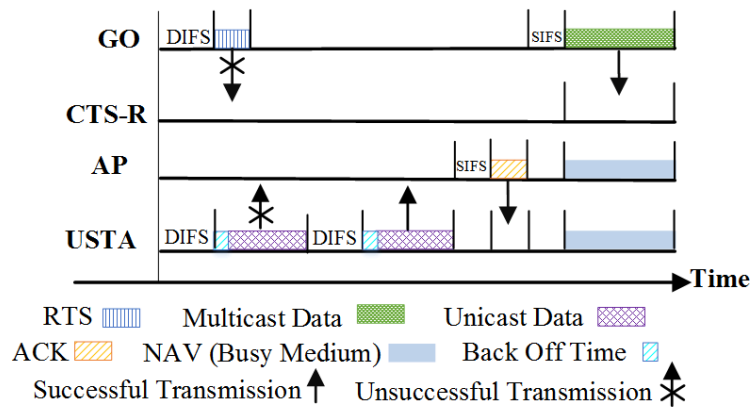 GO DIFS SIFS
CTS-R
AP SIFS
USTA DIFS DIFS
Time
RTS Multicast Data Unicast Data
ACK NAV (Busy Medium) Back Off Time
Successful Transmission Unsuccessful Transmission